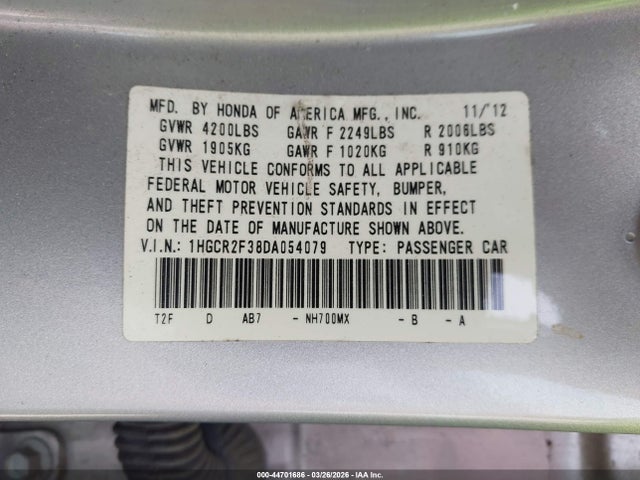 MFD. BY HONDA OF AMERICA MFG., INC. 11/'12
GVWR 4200LBS GAWR F 2249LBS R 2006LBS
GVWR 1905KG GAWR F 1020KG R 910KG
THIS VEHICLE CONFORMS TO ALL APPLICABLE
FEDERAL MOTOR VEHICLE SAFETY, BUMPER,
AND THEFT PREVENTION STANDARDS IN EFFECT
ON THE DATE OF MANUFACTURE SHOWN ABOVE.
V.I.N.: 1HGCR2F38DA054079 TYPE: PASSENGER CAR
T2F D AB7 - NH700MX - B - A
000-44701686 - 03/26/2026 - IAA Inc.